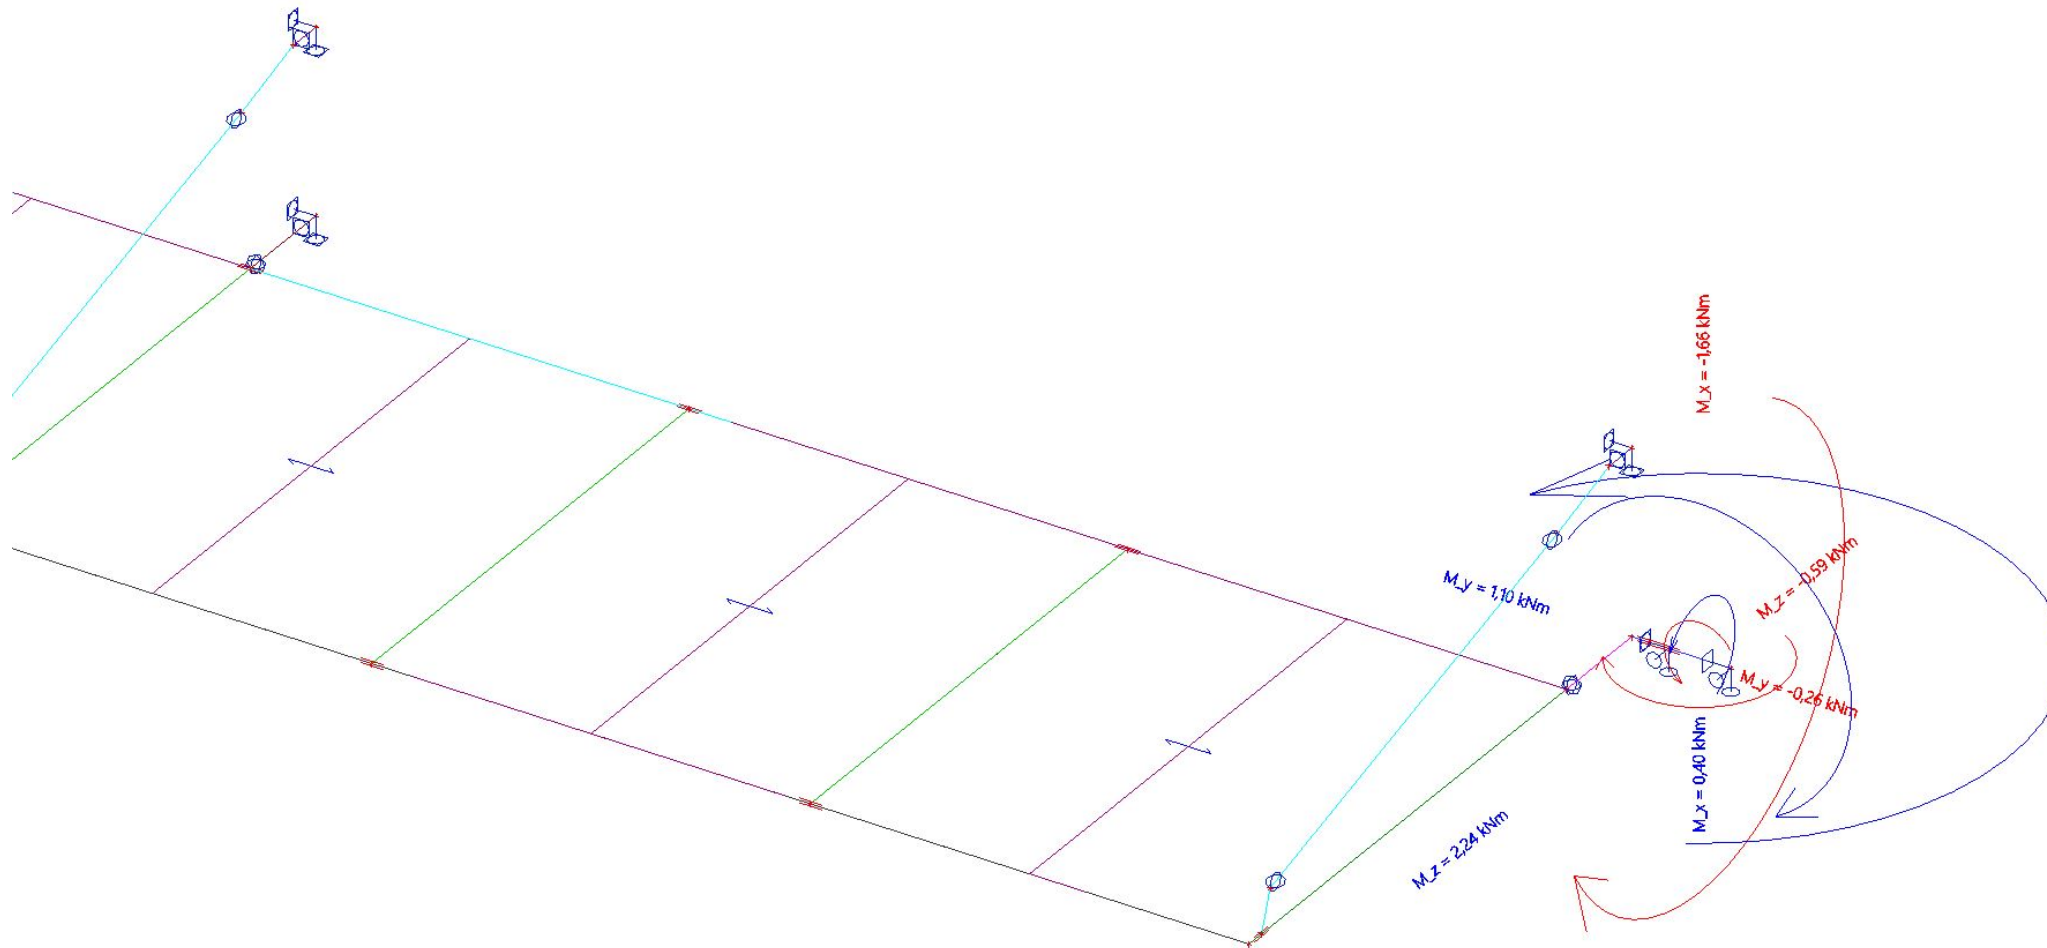 M_x = -1,66 kNm
M_z = -0,59 kNm
M_y = 1,10 kNm
M_y = -0,26 kNm
M_x = 0,40 kNm
M_z = 2,24 kNm